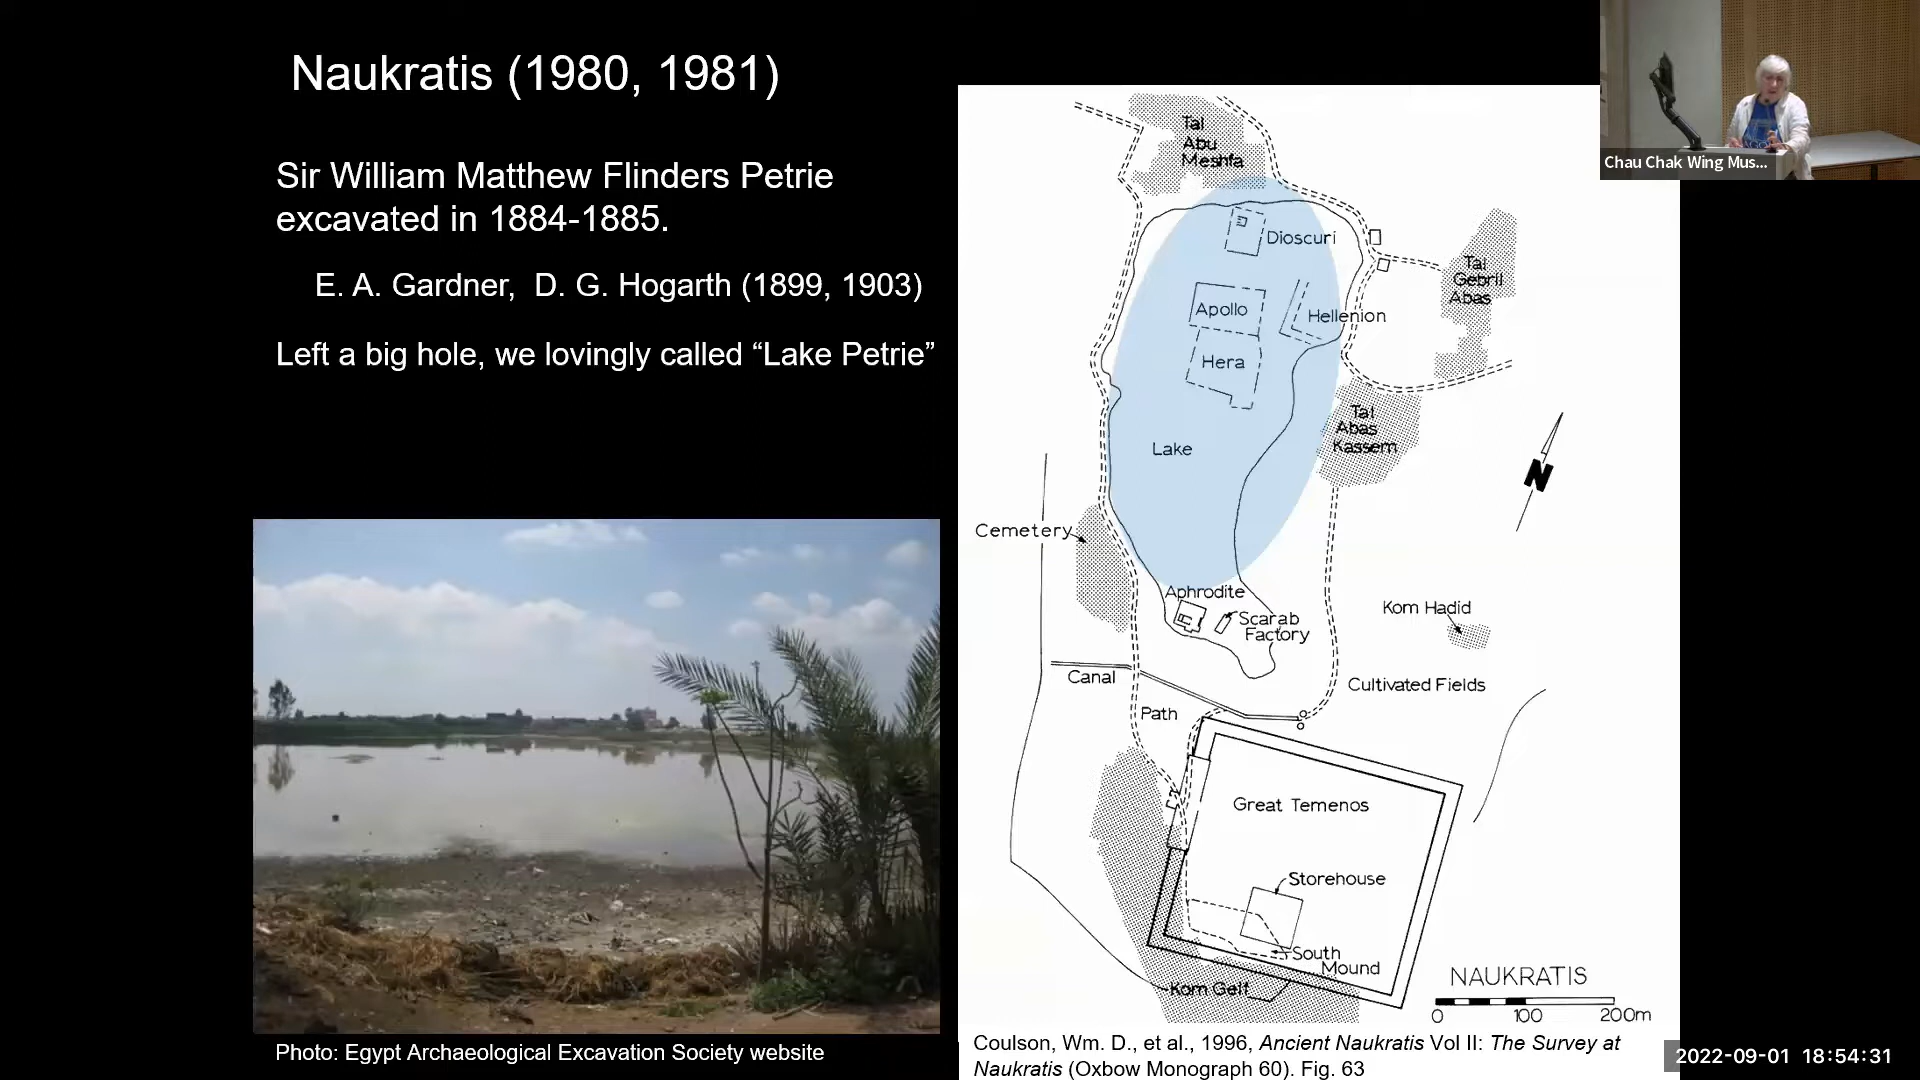 Naukratis (1980, 1981)
Sir William Matthew Flinders Petrie
excavated in 1884-1885.
E. A. Gardner, D. G. Hogarth (1899, 1903)
Left a big hole, we lovingly called “Lake Petrie”
Photo: Egypt Archaeological Excavation Society website
Tal
Abu
Meshfa
Dioscuri
Tal
Gebril
Abas
Apollo
Hellenion
Hera
Tal
Abas
Kassem
Lake
N
Cemetery
Aphrodite
Scarab
Factory
Kom Hadid
Canal
Cultivated Fields
Path
Great Temenos
Storehouse
South
Mound
Kom Geif
NAUKRATIS
0 100 200m
Coulson, Wm. D., et al., 1996, Ancient Naukratis Vol II: The Survey at
Naukratis (Oxbow Monograph 60). Fig. 63
Chau Chak Wing Mus...
2022-09-01 18:54:31